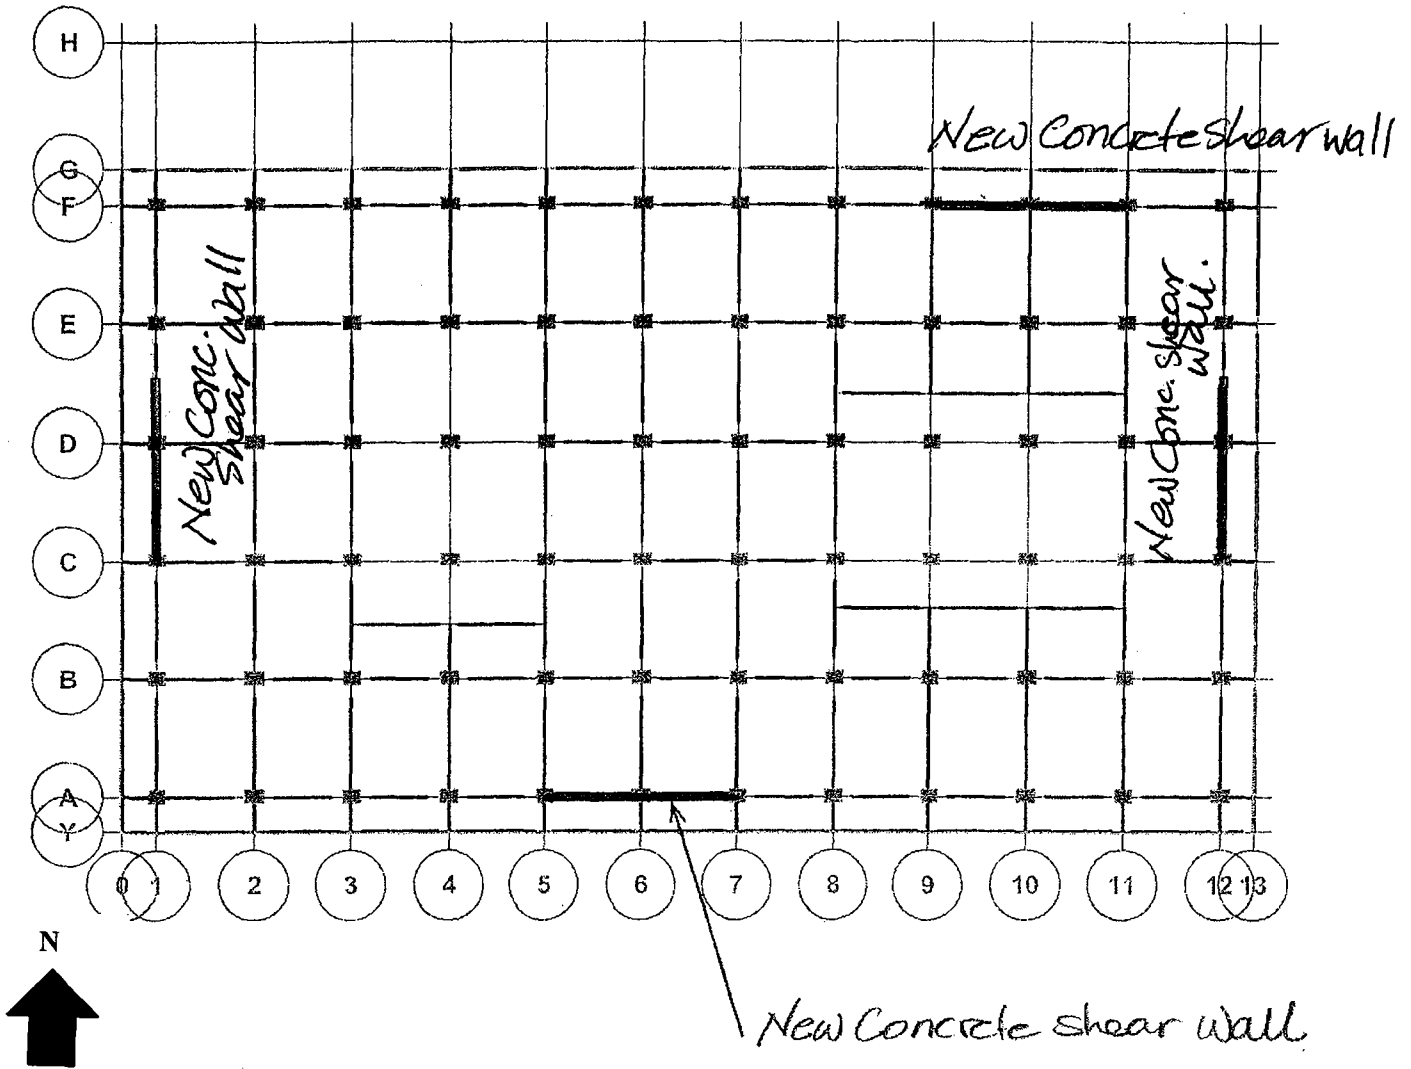 H
New Concrete shear wall
G
F
New Conc.
shear wall
New Conc. shear
wall.
E
D
C
B
A
Y
0 1 2 3 4 5 6 7 8 9 10 11 12 13
N
New Concrete shear wall